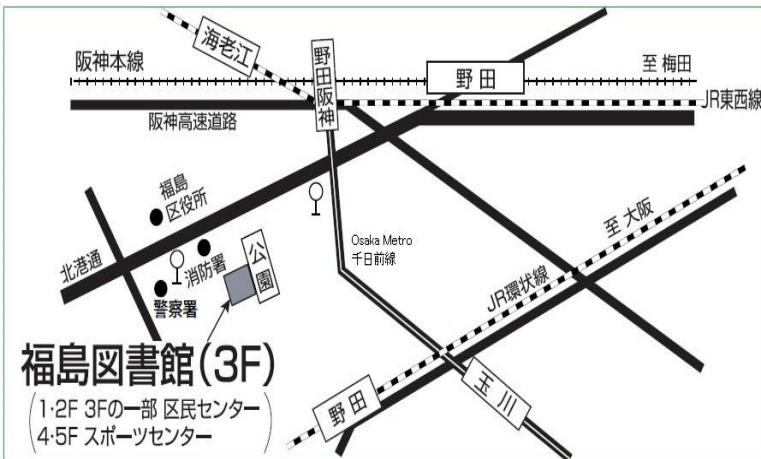 海老江
野田阪神
阪神本線
野田
至 梅田
JR東西線
阪神高速道路
福島
区役所
Osaka Metro
千日前線
至 大阪
北港通
消防署
公園
警察署
JR環状線
福島図書館(3F)
(1・2F 3Fの一部 区民センター
4・5F スポーツセンター)
野田
玉川